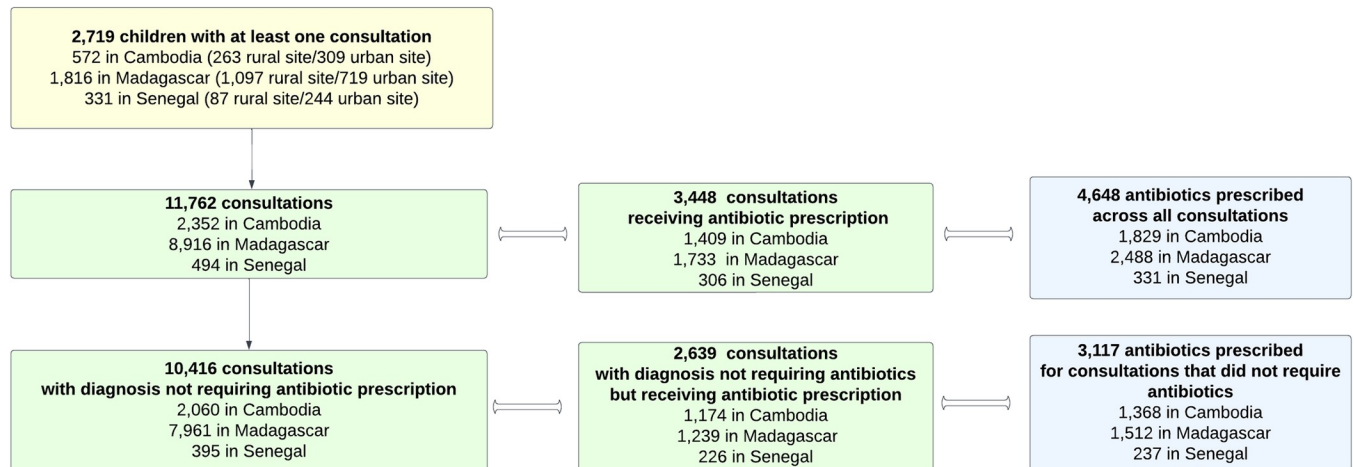 2,719 children with at least one consultation
572 in Cambodia (263 rural site/309 urban site)
1,816 in Madagascar (1,097 rural site/719 urban site)
331 in Senegal (87 rural site/244 urban site)
11,762 consultations
2,352 in Cambodia
8,916 in Madagascar
494 in Senegal
3,448 consultations
receiving antibiotic prescription
1,409 in Cambodia
1,733 in Madagascar
306 in Senegal
4,648 antibiotics prescribed
across all consultations
1,829 in Cambodia
2,488 in Madagascar
331 in Senegal
10,416 consultations
with diagnosis not requiring antibiotic prescription
2,060 in Cambodia
7,961 in Madagascar
395 in Senegal
2,639 consultations
with diagnosis not requiring antibiotics
but receiving antibiotic prescription
1,174 in Cambodia
1,239 in Madagascar
226 in Senegal
3,117 antibiotics prescribed
for consultations that did not require
antibiotics
1,368 in Cambodia
1,512 in Madagascar
237 in Senegal